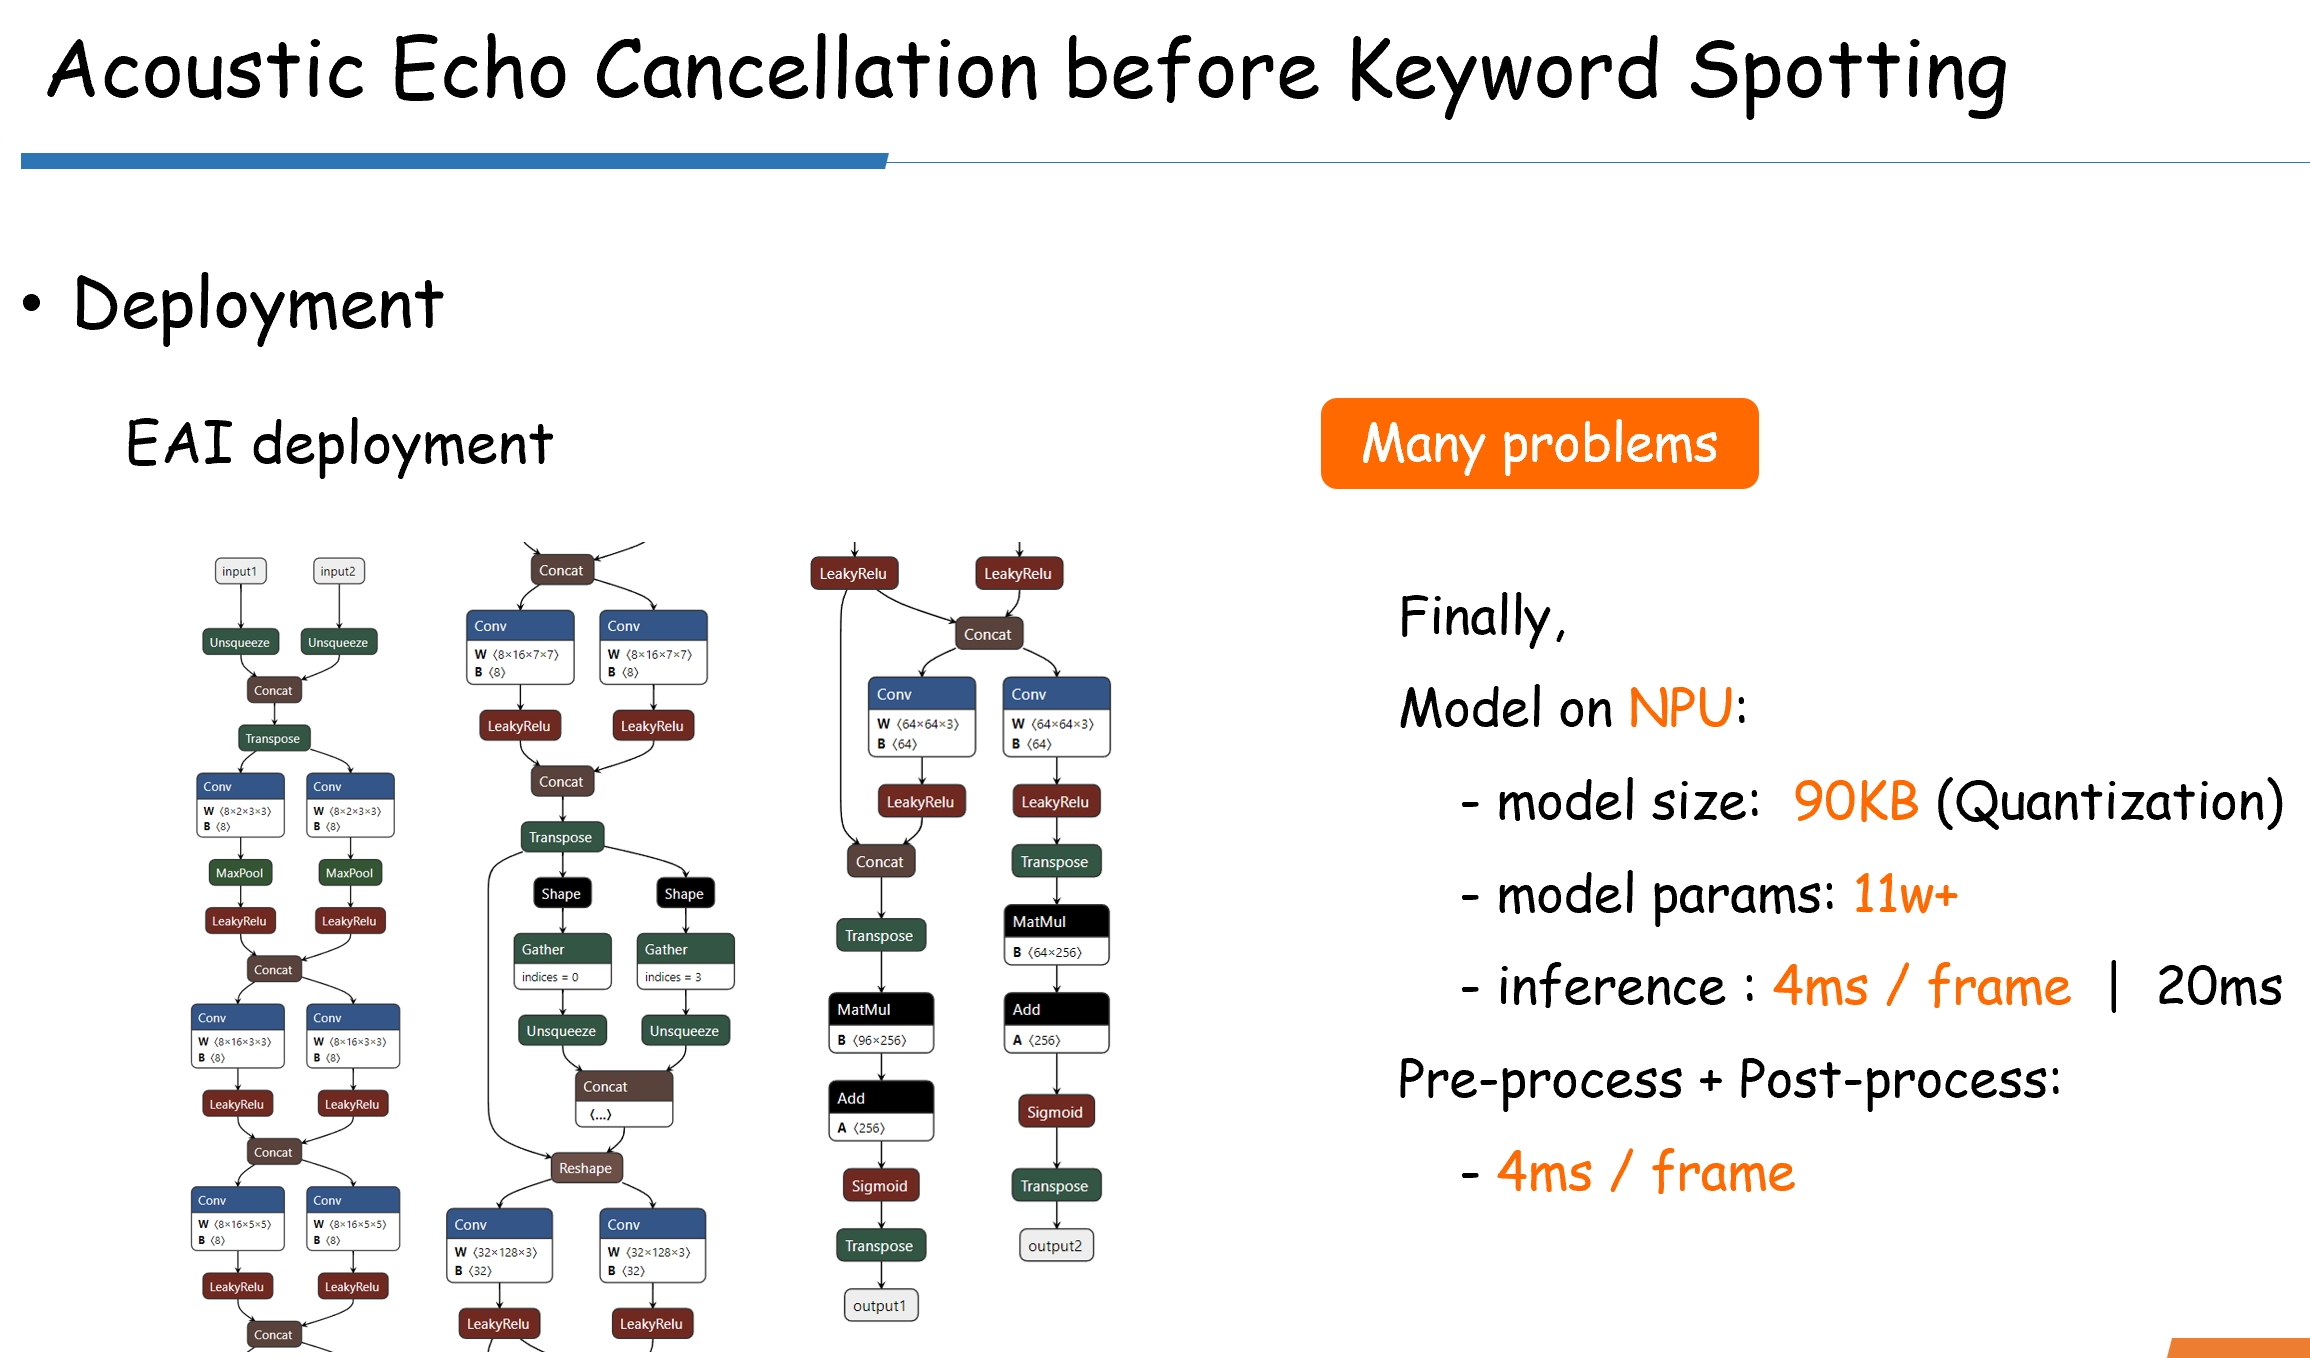 Acoustic Echo Cancellation before Keyword Spotting
• Deployment
EAI deployment
Many problems
input1
input2
Unsqueeze
Unsqueeze
Concat
Transpose
Conv
W ⟨8×2×3×3⟩
B ⟨8⟩
Conv
W ⟨8×2×3×3⟩
B ⟨8⟩
MaxPool
MaxPool
LeakyRelu
LeakyRelu
Concat
Conv
W ⟨8×16×3×3⟩
B ⟨8⟩
Conv
W ⟨8×16×3×3⟩
B ⟨8⟩
LeakyRelu
LeakyRelu
Concat
Conv
W ⟨8×16×5×5⟩
B ⟨8⟩
Conv
W ⟨8×16×5×5⟩
B ⟨8⟩
LeakyRelu
LeakyRelu
Concat
Concat
Conv
W ⟨8×16×7×7⟩
B ⟨8⟩
Conv
W ⟨8×16×7×7⟩
B ⟨8⟩
LeakyRelu
LeakyRelu
Concat
Transpose
Shape
Shape
Gather
indices = 0
Gather
indices = 3
Unsqueeze
Unsqueeze
Concat
⟨...⟩
Reshape
Conv
W ⟨32×128×3⟩
B ⟨32⟩
Conv
W ⟨32×128×3⟩
B ⟨32⟩
LeakyRelu
LeakyRelu
LeakyRelu
LeakyRelu
Concat
Conv
W ⟨64×64×3⟩
B ⟨64⟩
Conv
W ⟨64×64×3⟩
B ⟨64⟩
LeakyRelu
LeakyRelu
Concat
Transpose
Transpose
MatMul
B ⟨64×256⟩
MatMul
B ⟨96×256⟩
Add
A ⟨256⟩
Add
A ⟨256⟩
Sigmoid
Sigmoid
Transpose
Transpose
output2
output1
Finally,
Model on NPU:
- model size: 90KB (Quantization)
- model params: 11w+
- inference : 4ms / frame | 20ms
Pre-process + Post-process:
- 4ms / frame